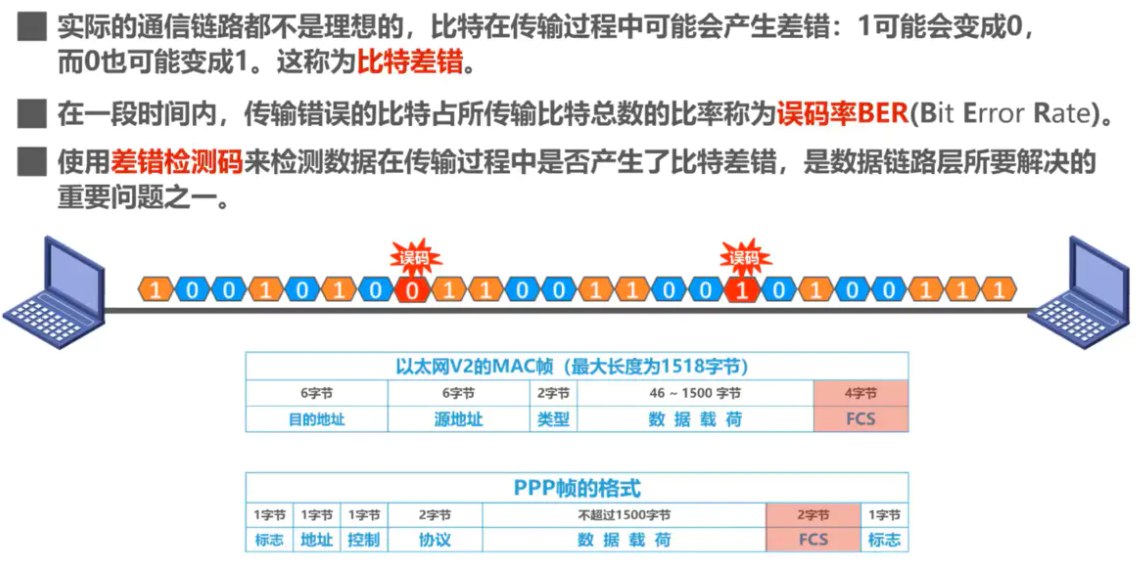 实际的通信链路都不是理想的，比特在传输过程中可能会产生差错：1可能会变成0，
而0也可能变成1。这称为比特差错。
在一段时间内，传输错误的比特占所传输比特总数的比率称为误码率BER(Bit Error Rate)。
使用差错检测码来检测数据在传输过程中是否产生了比特差错，是数据链路层所要解决的
重要问题之一。
误码 误码
1 0 0 1 0 1 0 0 1 1 0 0 1 1 0 0 1 0 1 0 0 1 1 1
以太网V2的MAC帧（最大长度为1518字节）
6字节 6字节 2字节 46 ~ 1500 字节 4字节
目的地址 源地址 类型 数 据 载 荷 FCS
PPP帧的格式
1字节 1字节 1字节 2字节 不超过1500字节 2字节 1字节
标志 地址 控制 协议 数 据 载 荷 FCS 标志